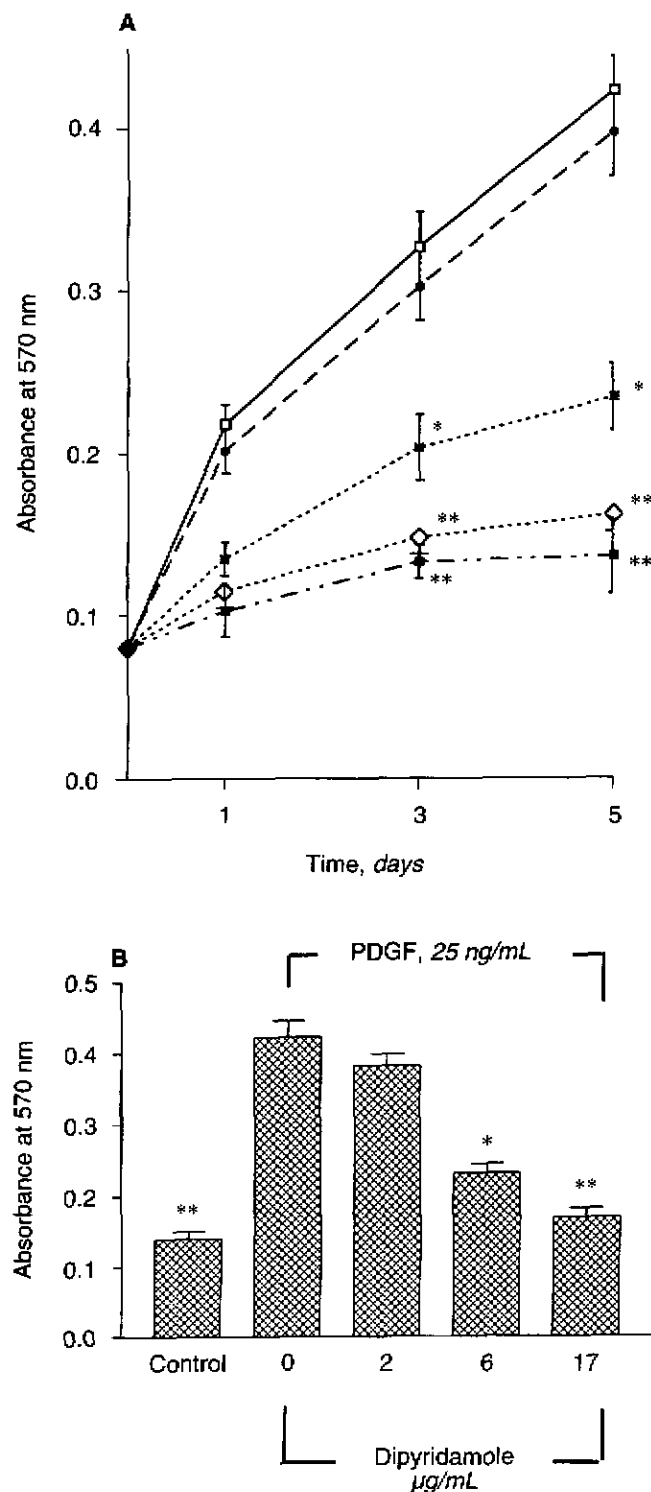 A
0.4
0.3
0.2
0.1
0.0
Absorbance at 570 nm
*
*
**
**
**
**
1 3 5
Time, days
B
PDGF, 25 ng/mL
0.5
0.4
0.3
0.2
0.1
0.0
Absorbance at 570 nm
**
*
**
Control 0 2 6 17
Dipyridamole
µg/mL